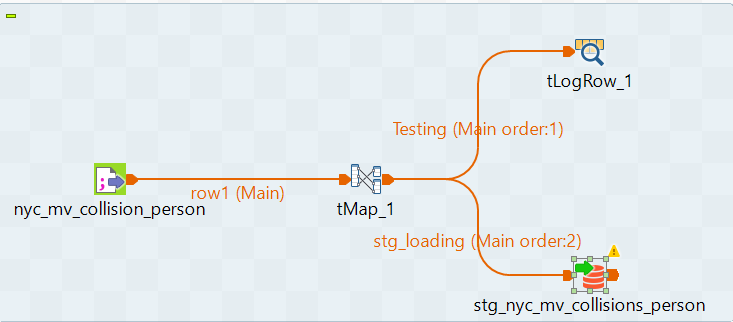 tLogRow_1
Testing (Main order:1)
row1 (Main)
nyc_mv_collision_person
tMap_1
stg_loading (Main order:2)
stg_nyc_mv_collisions_person